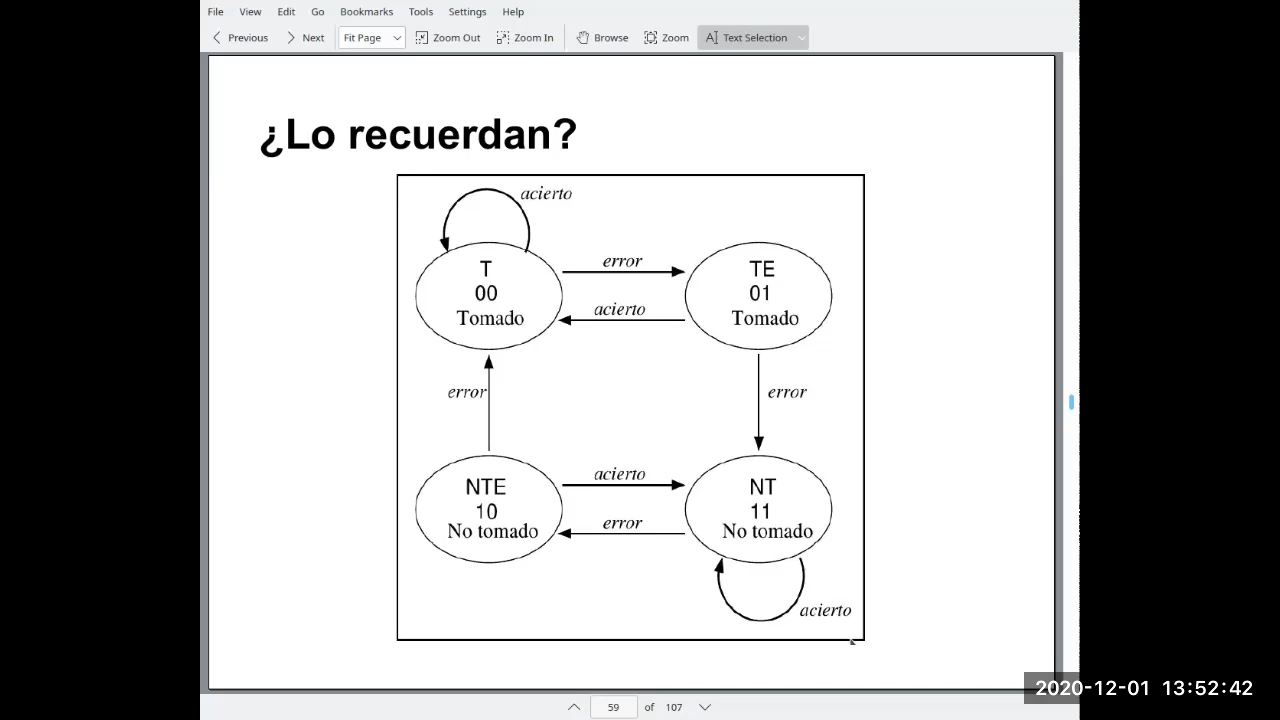 File View Edit Go Bookmarks Tools Settings Help
Previous Next Fit Page Zoom Out Zoom In Browse Zoom Text Selection
¿Lo recuerdan?
acierto
T
00
Tomado
error
acierto
TE
01
Tomado
error
error
NTE
10
No tomado
acierto
error
NT
11
No tomado
acierto
2020-12-01 13:52:42
59 of 107